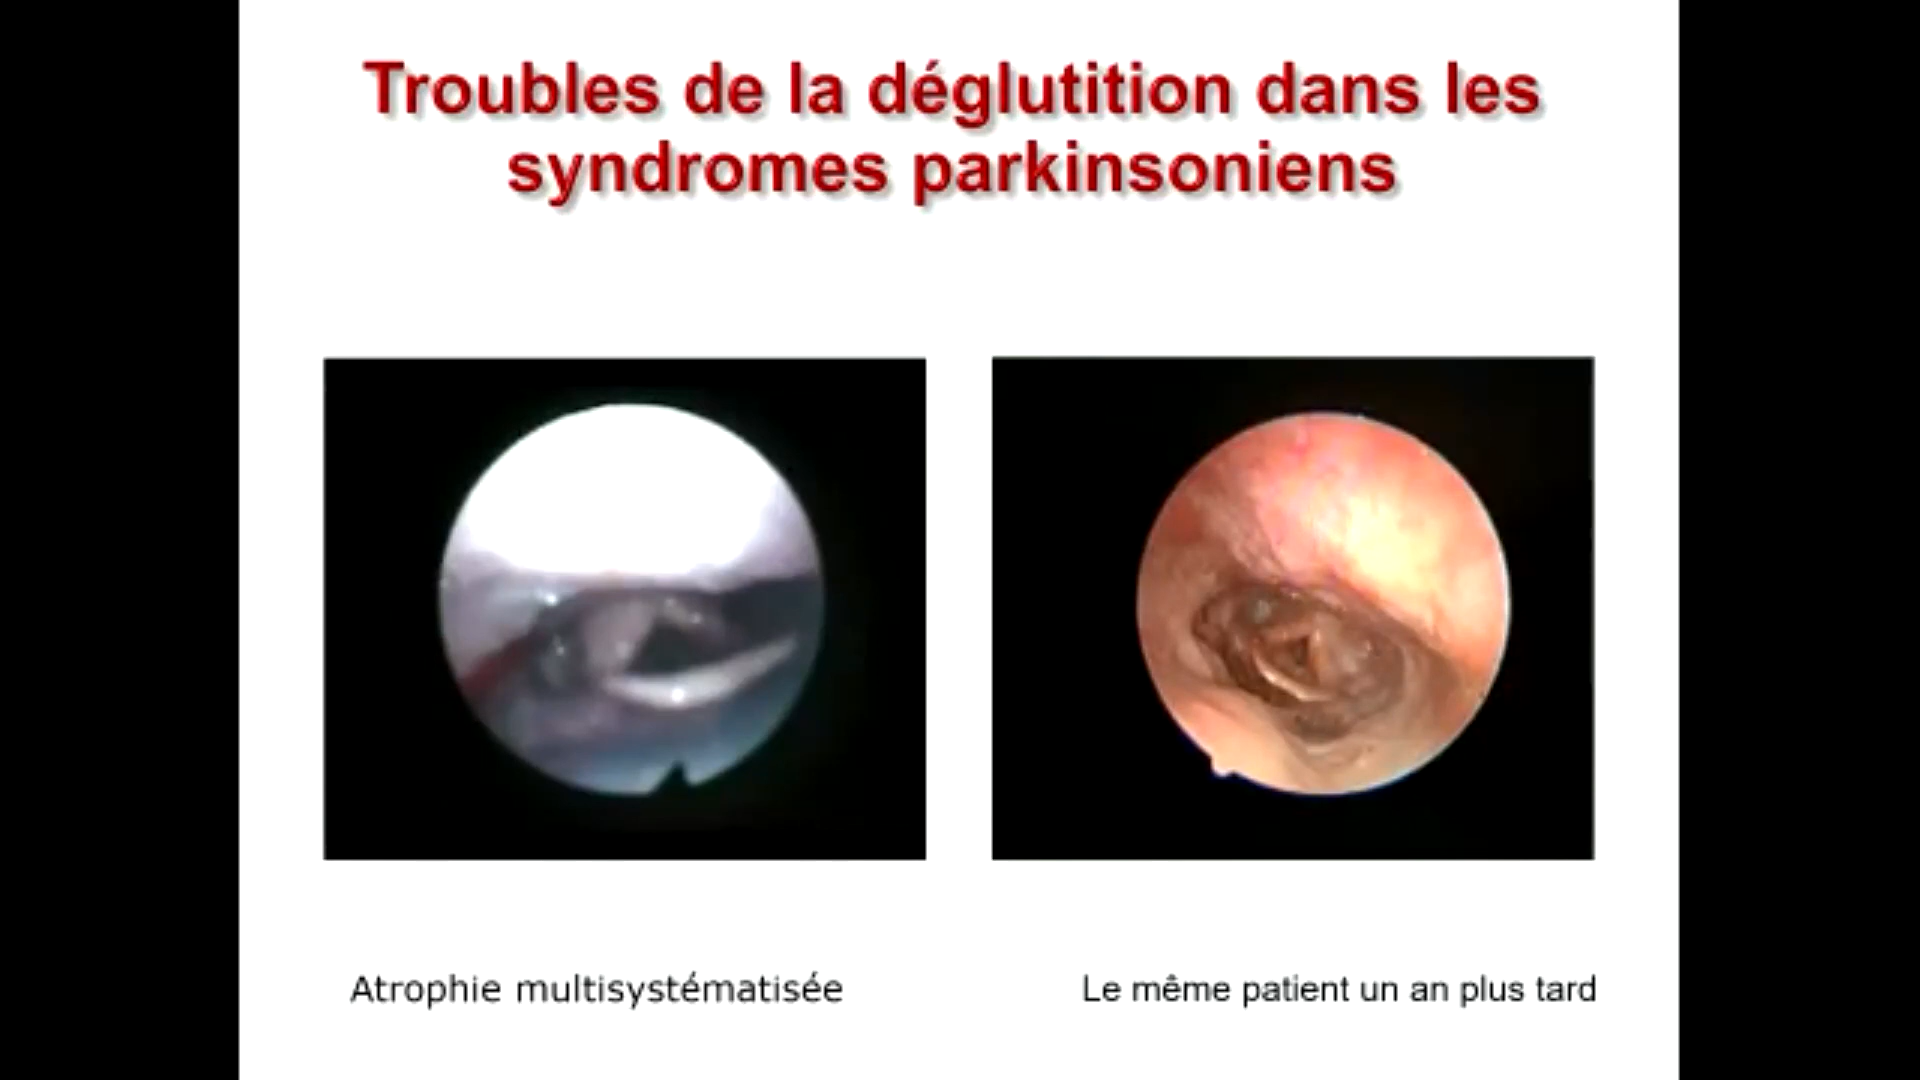 Troubles de la déglutition dans les
syndromes parkinsoniens
Atrophie multisystématisée
Le même patient un an plus tard